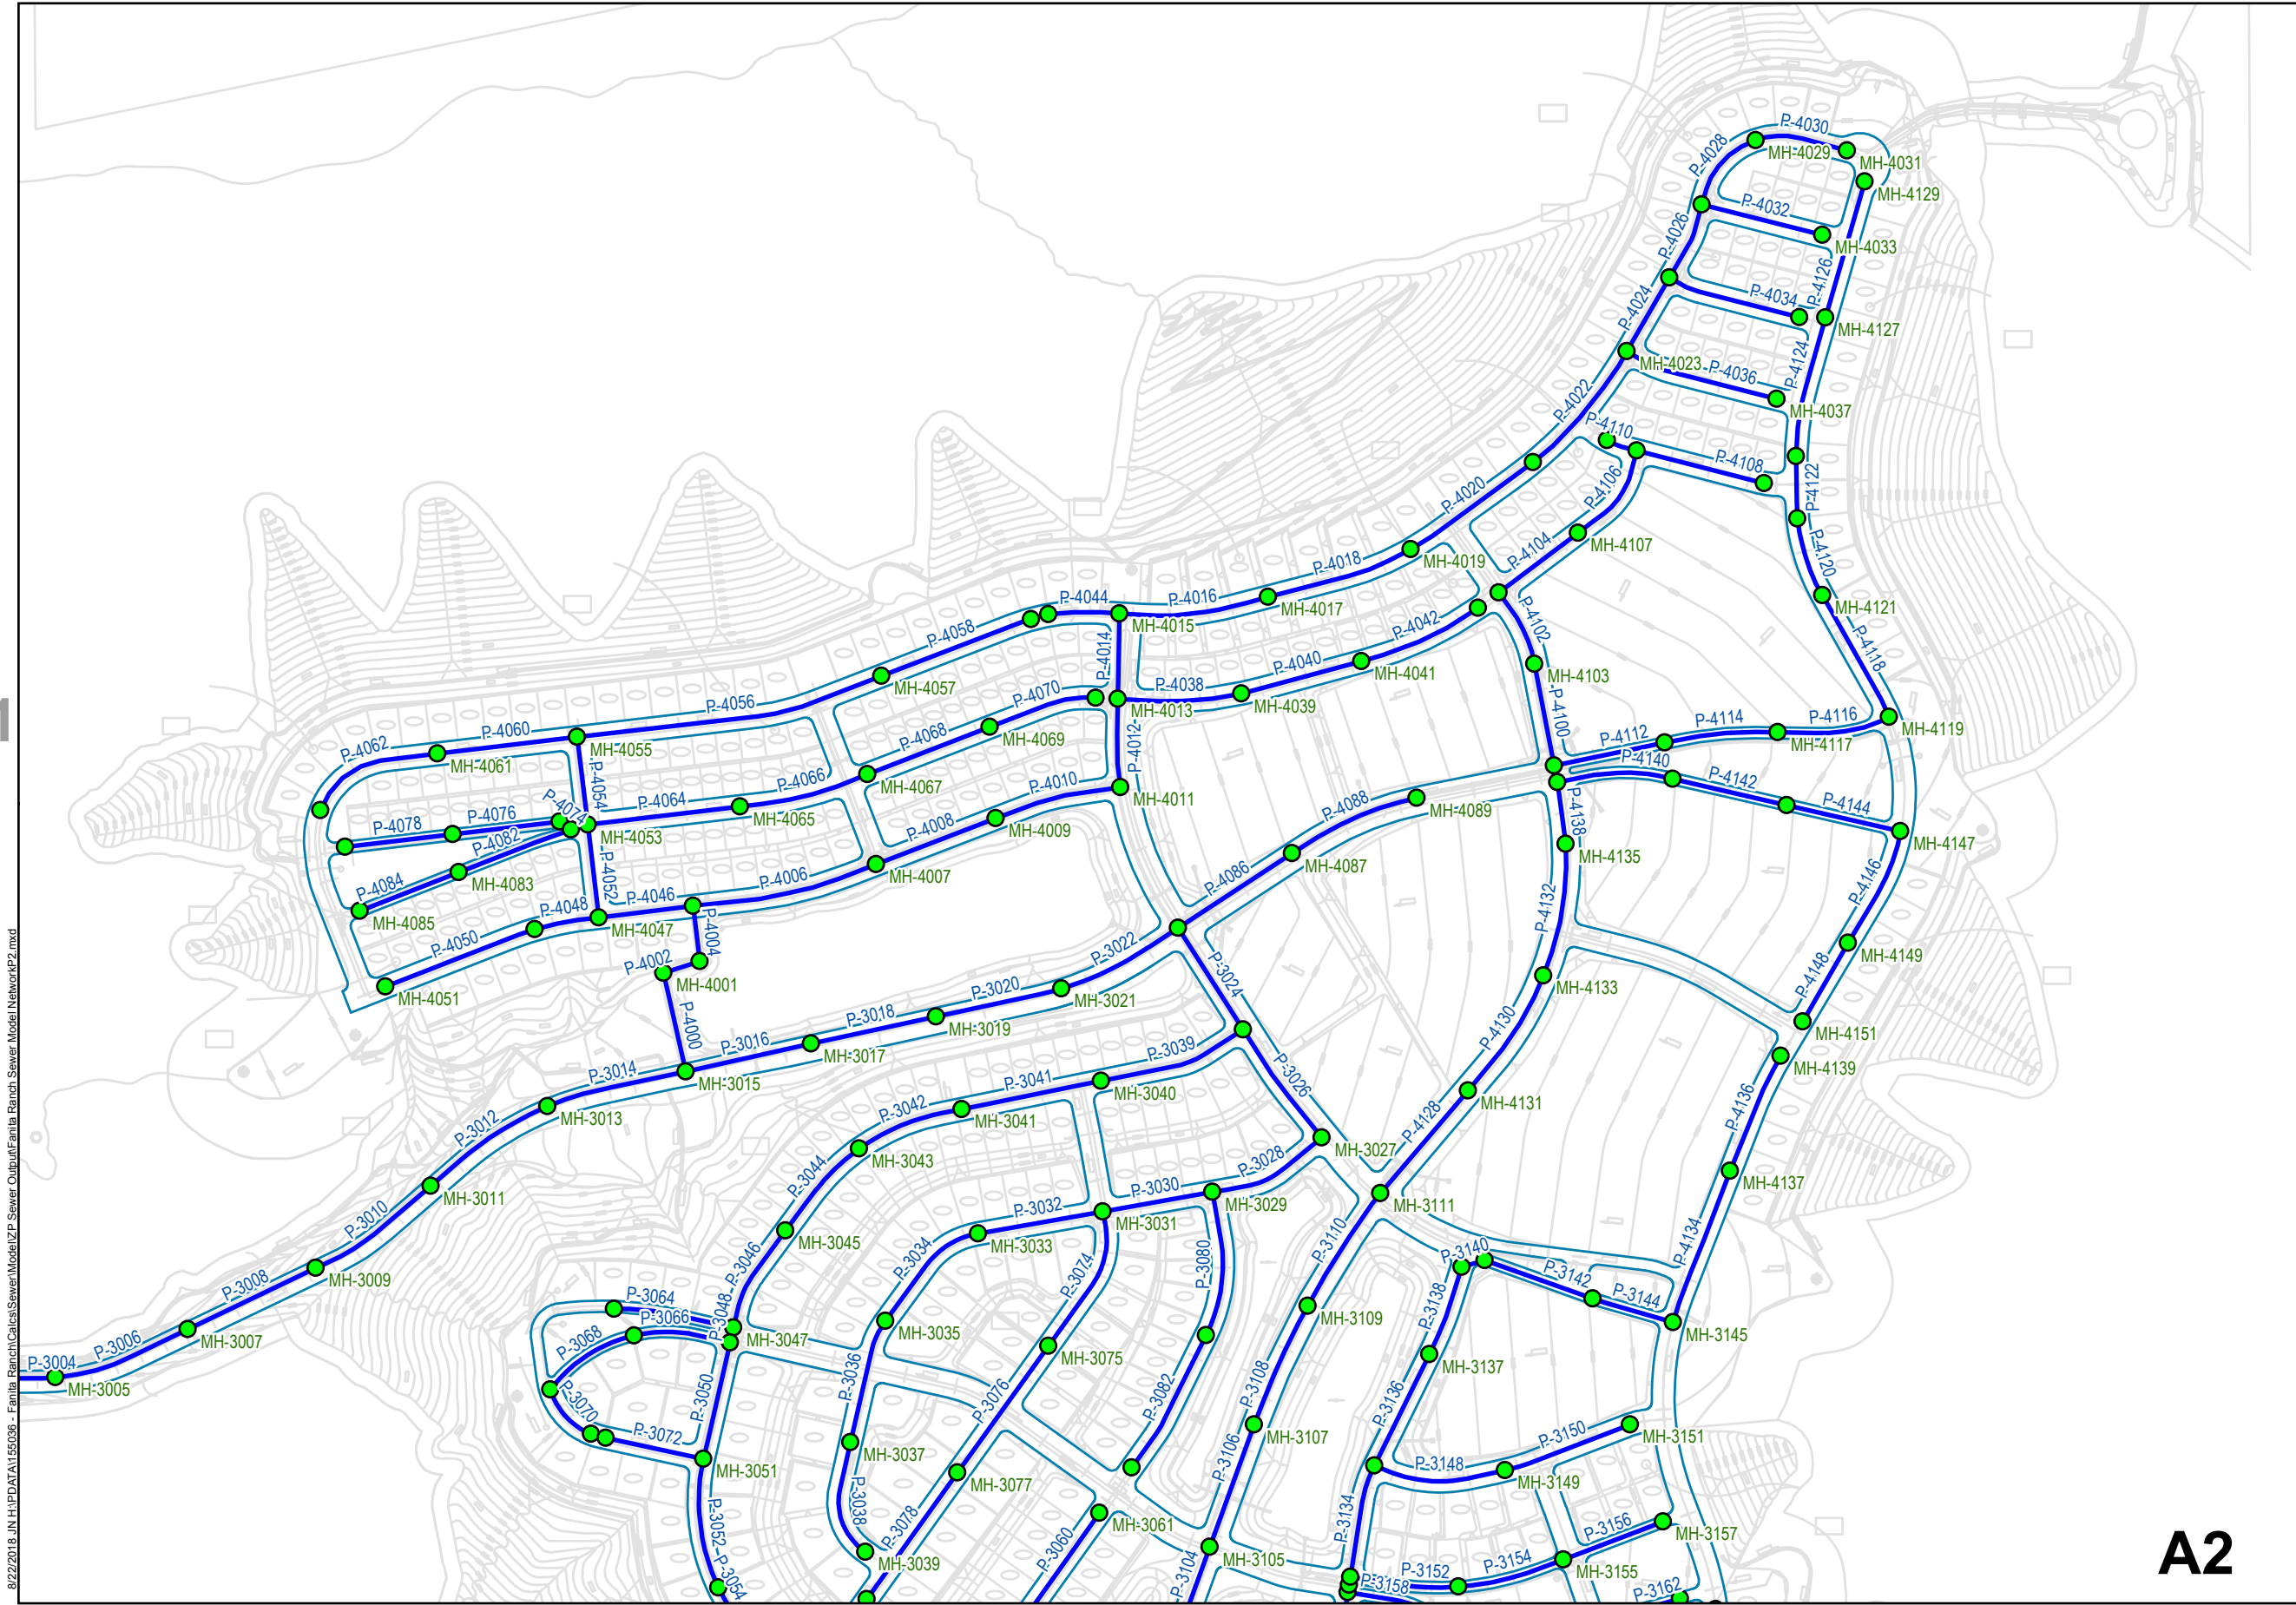 P-4030
P-4028
MH-4029
MH-4031
MH-4129
P-4032
P-4026
MH-4033
P-4126
P-4034
P-4024
MH-4127
MH-4023
P-4036
P-4124
P-4022
MH-4037
P-4110
P-4108
P-4122
P-4106
P-4020
MH-4107
P-4104
P-4120
MH-4019
P-4018
MH-4121
P-4044
P-4016
MH-4017
MH-4015
P-4042
P-4102
P-4118
P-4058
P-4014
P-4040
MH-4041
MH-4103
MH-4057
P-4070
P-4038
MH-4039
MH-4013
P-4056
P-4100
P-4114
P-4116
MH-4119
P-4060
P-4062
MH-4055
MH-4061
P-4068
MH-4069
P-4012
P-4112
MH-4117
P-4140
P-4142
P-4144
P-4054
P-4066
MH-4067
P-4010
MH-4011
P-4088
MH-4089
P-4074
P-4064
MH-4065
P-4076
P-4078
P-4082
MH-4053
P-4008
MH-4009
P-4138
MH-4135
MH-4147
MH-4087
P-4086
P-4084
MH-4083
P-4052
P-4006
MH-4007
P-4046
P-4146
P-4132
MH-4085
P-4048
MH-4047
P-4004
P-4050
P-3022
MH-4149
P-4002
MH-4001
MH-4051
P-3024
MH-4133
P-4148
P-3020
MH-3021
P-3018
MH-3019
P-4130
MH-4151
P-4000
P-3016
MH-3017
P-3039
MH-4139
P-3014
MH-3015
P-3041
MH-3040
P-3026
MH-4131
P-4136
MH-3013
P-3042
MH-3041
P-3012
P-4128
MH-3027
MH-3043
P-3028
P-3044
MH-4137
MH-3011
P-3030
MH-3029
MH-3111
P-3032
MH-3031
P-3010
MH-3045
MH-3033
P-3110
P-4134
P-3034
P-3046
P-3080
P-3140
P-3142
P-3074
MH-3009
P-3008
P-3144
P-3064
P-3138
MH-3109
P-3066
P-3048
MH-3047
MH-3035
MH-3145
P-3068
MH-3007
P-3006
MH-3075
MH-3137
P-3004
MH-3005
P-3036
P-3108
P-3070
P-3050
P-3076
P-3082
P-3136
P-3072
MH-3107
P-3150
MH-3151
MH-3037
P-3106
MH-3051
P-3148
MH-3149
MH-3077
P-3038
P-3052
P-3078
P-3134
MH-3061
P-3156
MH-3157
P-3060
MH-3105
MH-3039
P-3054
P-3104
P-3152
P-3154
MH-3155
P-3158
P-3162
A2
8/22/2018 JN H:\PDATA\155036 - Fanita Ranch\Calcs\Sewer\Model\ZP Sewer Output\Fanita Ranch Sewer Model NetworkP2.mxd